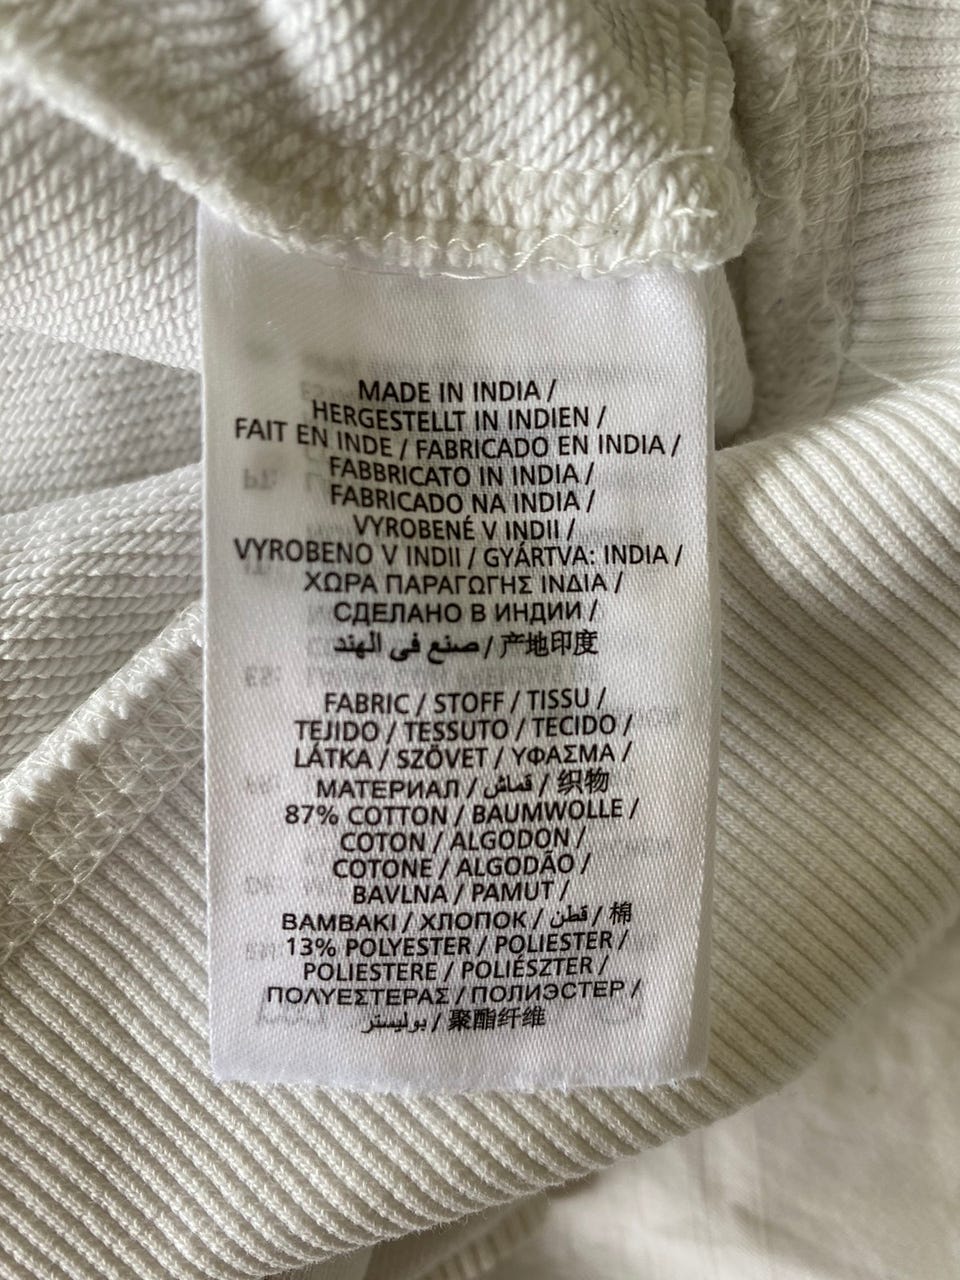 MADE IN INDIA /
HERGESTELLT IN INDIEN /
FAIT EN INDE / FABRICADO EN INDIA /
FABBRICATO IN INDIA /
FABRICADO NA INDIA /
VYROBENÉ V INDII /
VYROBENO V INDII / GYÁRTVA: INDIA /
ΧΩΡΑ ΠΑΡΑΓΩΓΗΣ ΙΝΔΙΑ /
СДЕЛАНО В ИНДИИ /
صنع في الهند / 产地印度
FABRIC / STOFF / TISSU /
TEJIDO / TESSUTO / TECIDO /
LÁTKA / SZÖVET / ΥΦΑΣΜΑ /
МАТЕРИАЛ / قماش / 织物
87% COTTON / BAUMWOLLE /
COTON / ALGODON /
COTONE / ALGODÃO /
BAVLNA / PAMUT /
ΒΑΜΒΑΚΙ / ХЛОПОК / قطن / 棉
13% POLYESTER / POLIESTER /
POLIESTERE / POLIÉSZTER /
ΠΟΛΥΕΣΤΕΡΑΣ / ПОЛИЭСТЕР /
بوليستر / 聚酯纤维